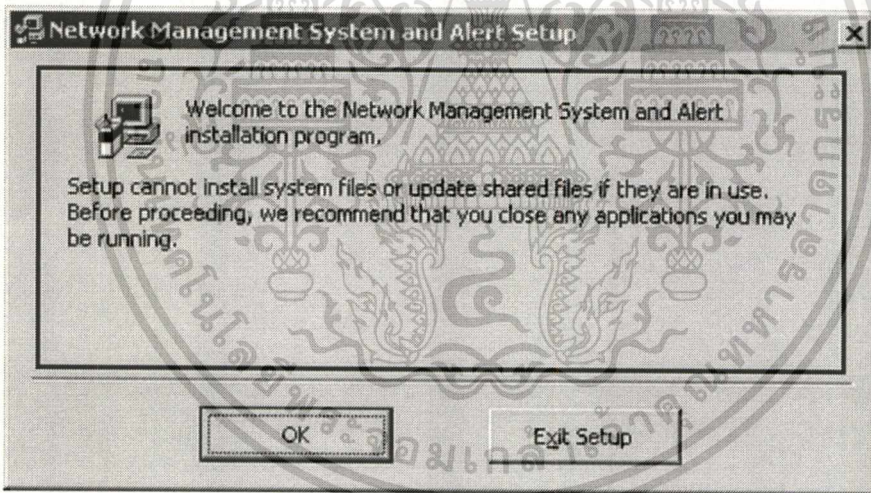 Network Management System and Alert Setup
Welcome to the Network Management System and Alert
installation program.
Setup cannot install system files or update shared files if they are in use.
Before proceeding, we recommend that you close any applications you may
be running.
OK
Exit Setup